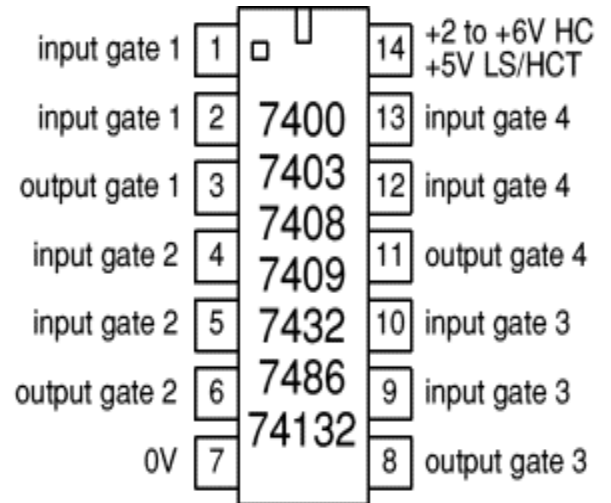 input gate 1 1 14 +2 to +6V HC
+5V LS/HCT
input gate 1 2 7400 13 input gate 4
output gate 1 3 7403 12 input gate 4
7408
input gate 2 4 7409 11 output gate 4
input gate 2 5 7432 10 input gate 3
output gate 2 6 7486 9 input gate 3
74132
0V 7 8 output gate 3